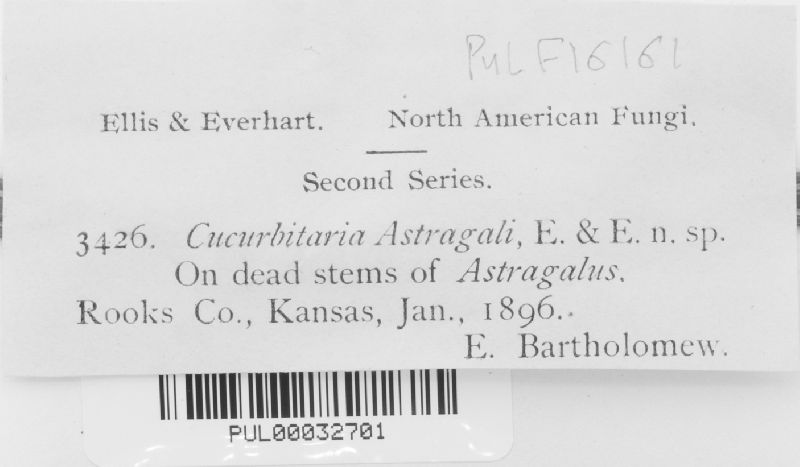 PUL F16161
Ellis & Everhart. North American Fungi.
Second Series.
3426. Cucurbitaria Astragali, E. & E. n. sp.
On dead stems of Astragalus.
Rooks Co., Kansas, Jan., 1896.
E. Bartholomew.
PUL00032701